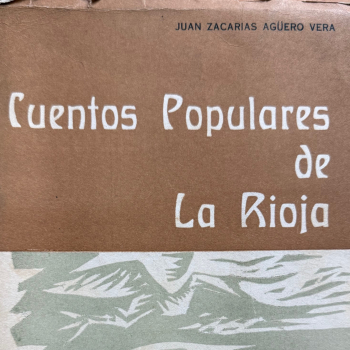 JUAN ZACARIAS AGÜERO VERA
Cuentos Populares
de
La Rioja